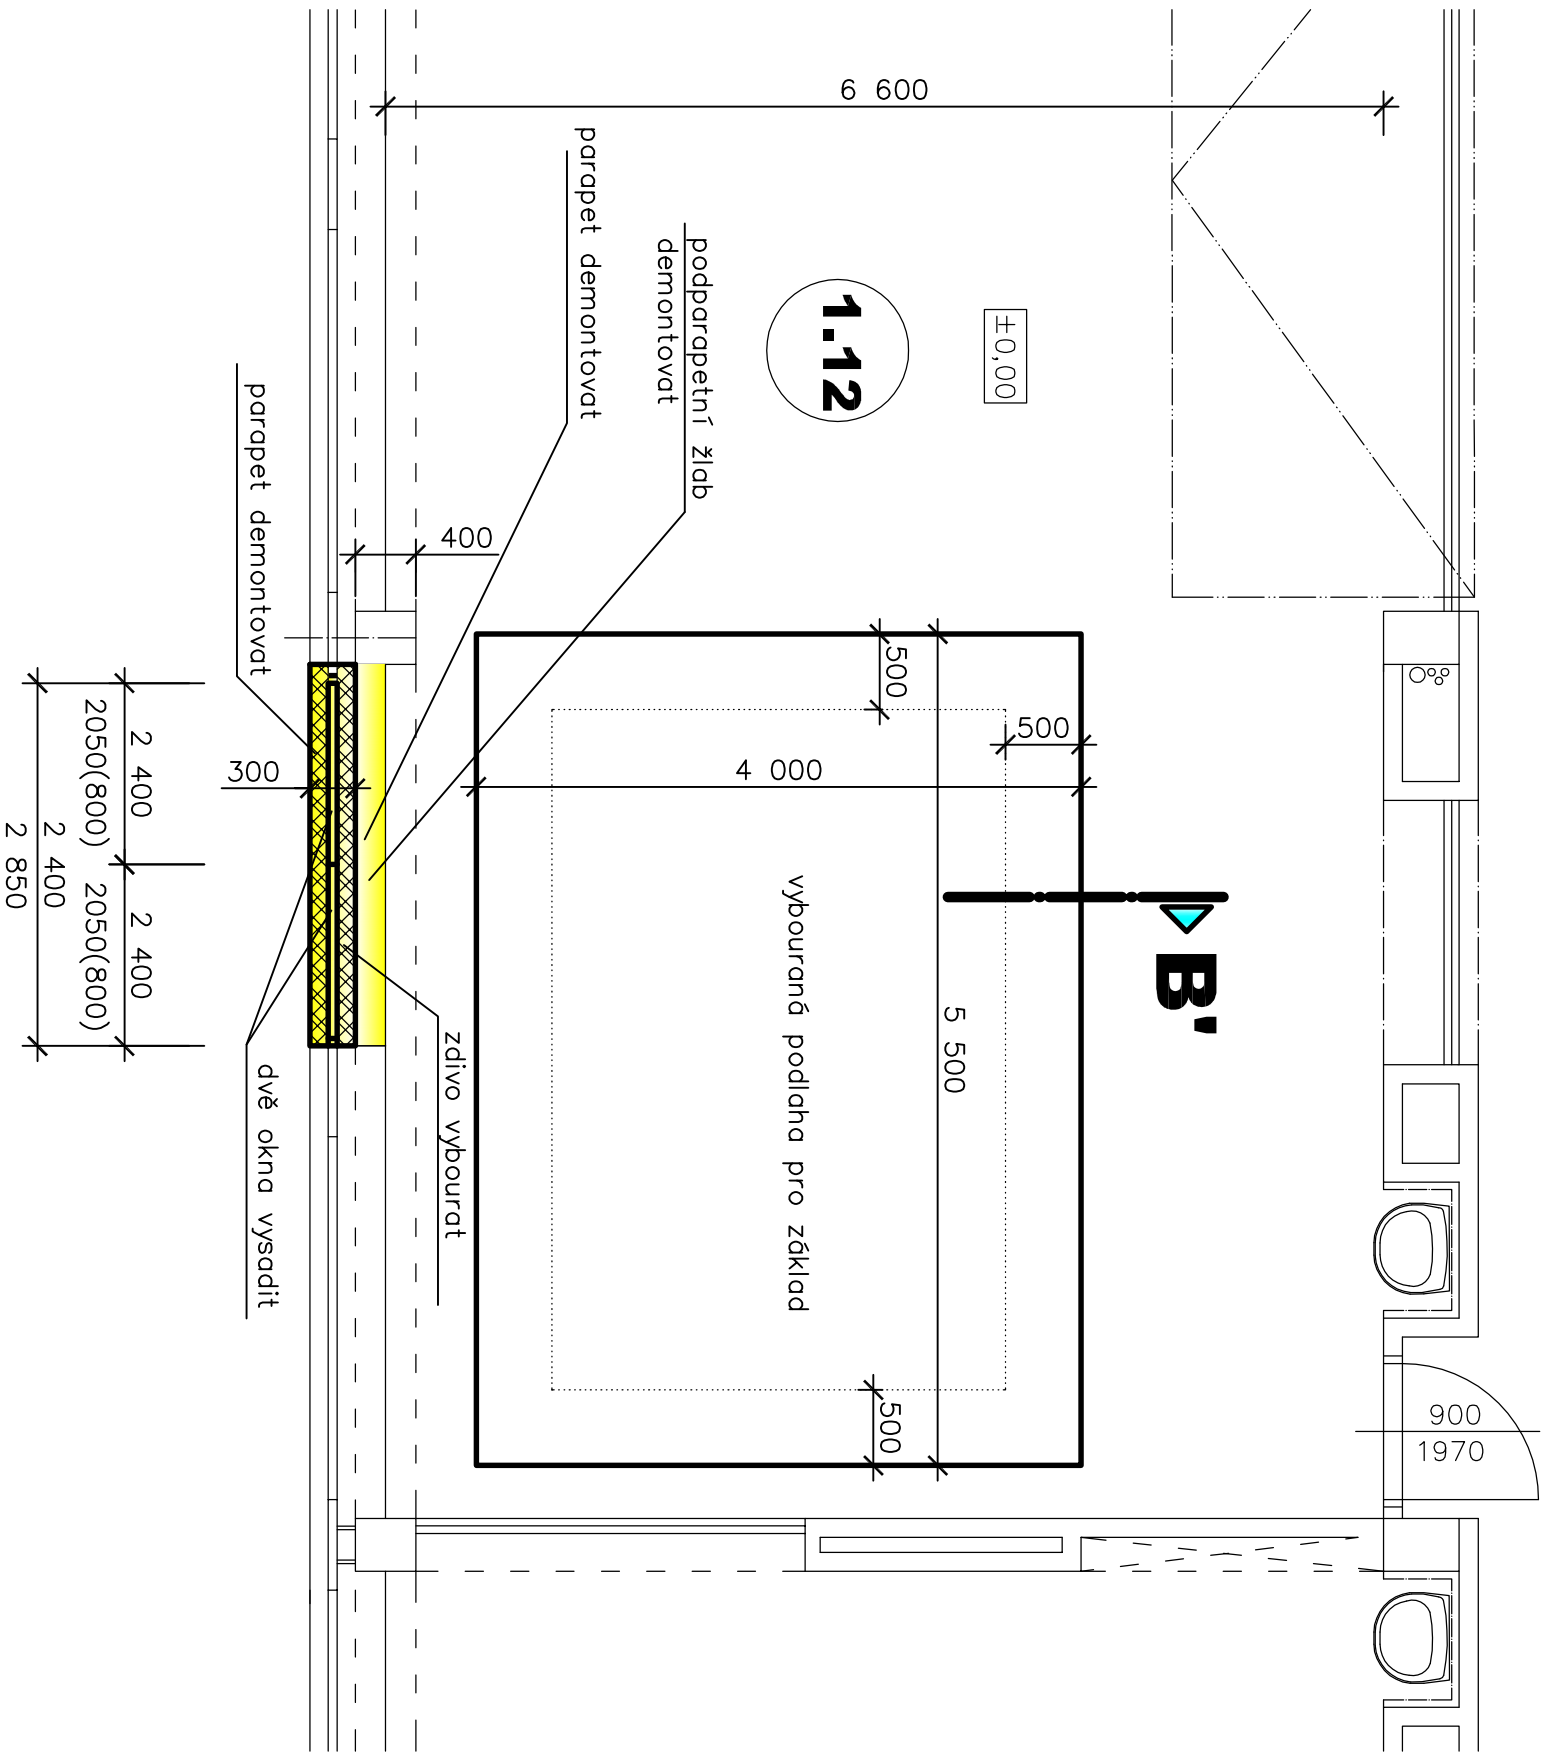 6 600
±0,00
1.12
podparapetní žlab
demontovat
parapet demontovat
parapet demontovat
400
500
500
4 000
5 500
500
B'
vybouraná podlaha pro základ
300
2 400
2050(800)
2 400
2050(800)
2 400
2 850
zdivo vybourat
dvě okna vysadit
900
1970